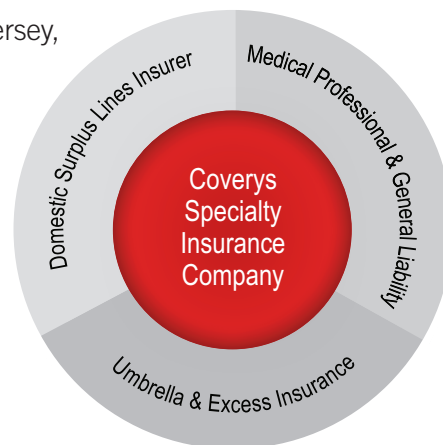 ersey,
Domestic Surplus Lines Insurer
Medical Professional & General Liability
Coverys
Specialty
Insurance
Company
Umbrella & Excess Insurance